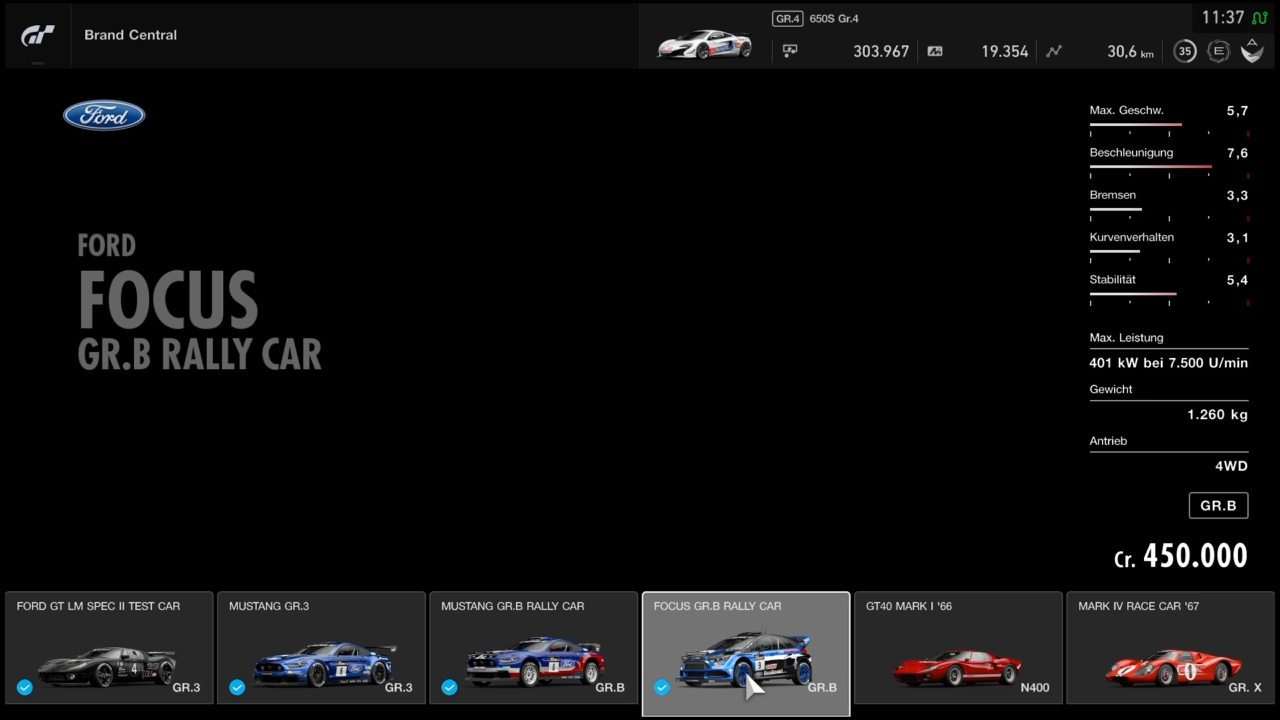 Brand Central
GR.4 650S Gr.4
11:37
303.967
19.354
30,6 km
35
E
A
Ford
FORD
FOCUS
GR.B RALLY CAR
Max. Geschw. 5,7
Beschleunigung 7,6
Bremsen 3,3
Kurvenverhalten 3,1
Stabilität 5,4
Max. Leistung
401 kW bei 7.500 U/min
Gewicht
1.260 kg
Antrieb
4WD
GR.B
Cr. 450.000
FORD GT LM SPEC II TEST CAR
4
GR.3
MUSTANG GR.3
Ford
GR.3
MUSTANG GR.B RALLY CAR
GR.B
FOCUS GR.B RALLY CAR
3
GR.B
GT40 MARK I '66
N400
MARK IV RACE CAR '67
1
GR. X